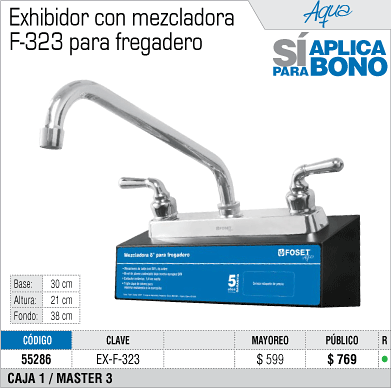 Exhibidor con mezcladora
F-323 para fregadero
Aqua
SÍ APLICA
PARA BONO
FOSET
Mezcladora 8" para fregadero
FOSET
5
Base: 30 cm
Altura: 21 cm
Fondo: 38 cm
CÓDIGO CLAVE MAYOREO PÚBLICO R
55286 EX-F-323 $ 599 $ 769
CAJA 1 / MASTER 3